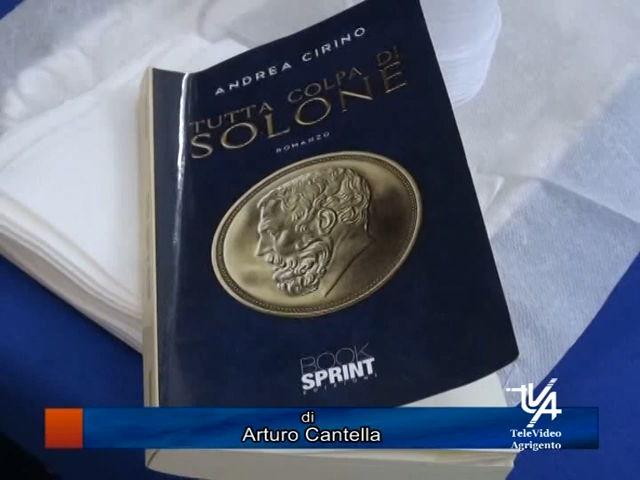 ANDREA CIRINO
TUTTA COLPA DI
SOLONE
ROMANZO
BOOK
SPRINT
EDIZIONI
di
Arturo Cantella
TVA
TeleVideo
Agrigento